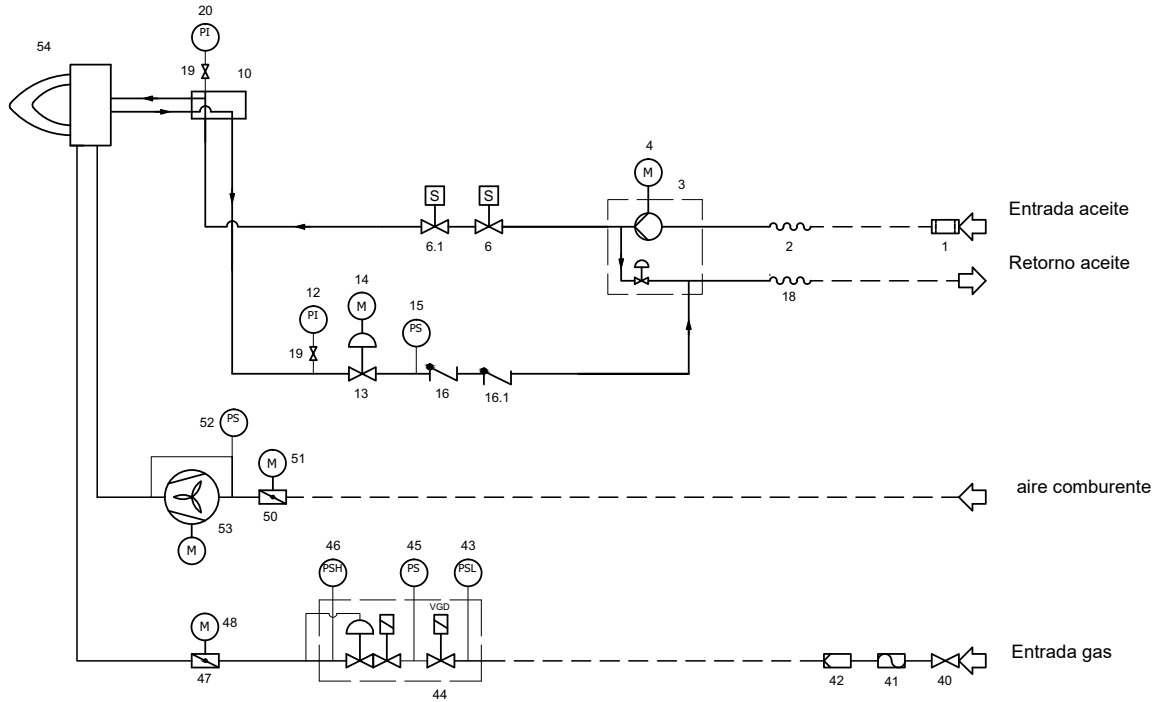 20
PI
54
19
10
4
M
3
S
S
Entrada aceite
6.1
6
2
1
Retorno aceite
18
14
M
12
PI
15
PS
19
13
16
16.1
52
PS
M
51
aire comburente
50
53
M
46
45
43
PSH
PS
PSL
VGD
M
48
Entrada gas
47
44
42
41
40